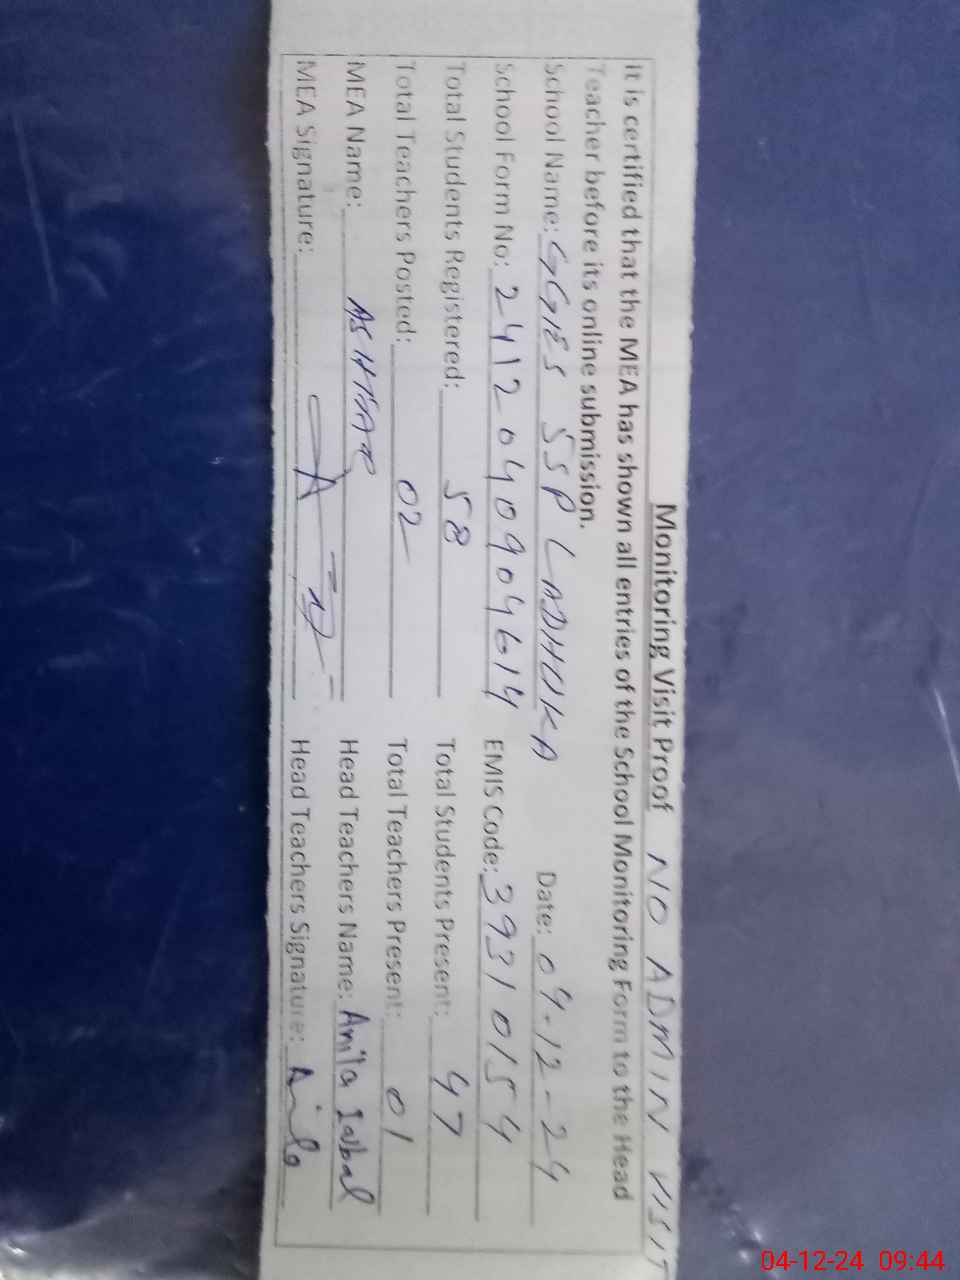 Monitoring Visit Proof NO ADMIN VISIT
It is certified that the MEA has shown all entries of the School Monitoring Form to the Head
Teacher before its online submission.
School Name: GGES SSP LADHUKA Date: 04-12-24
School Form No: 241204090904614 EMIS Code: 39310154
Total Students Registered: 58 Total Students Present: 47
Total Teachers Posted: 02 Total Teachers Present: 01
MEA Name: ASHTAR Head Teachers Name: Anila Iqbal
MEA Signature: Head Teachers Signature: Anila
04-12-24 09:44